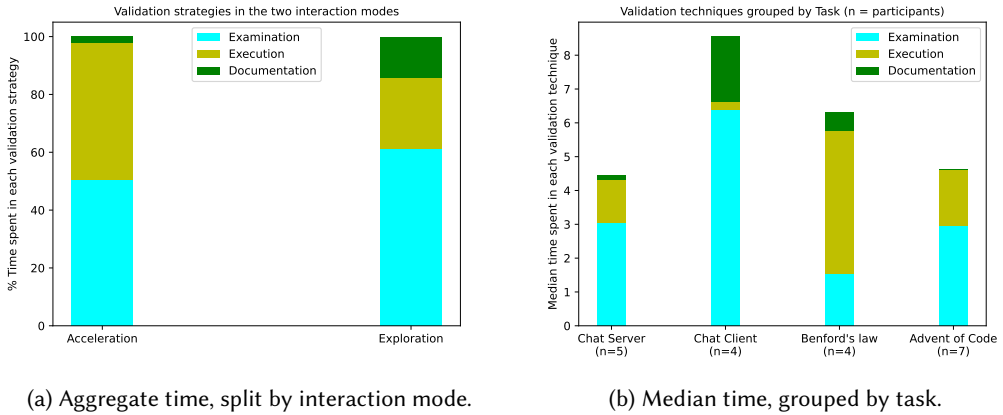 Validation strategies in the two interaction modes
% Time spent in each validation strategy
100
80
60
40
20
0
Examination
Execution
Documentation
Acceleration
Exploration
(a) Aggregate time, split by interaction mode.
Validation techniques grouped by Task (n = participants)
Median time spent in each validation technique
8
7
6
5
4
3
2
1
0
Examination
Execution
Documentation
Chat Server
(n=5)
Chat Client
(n=4)
Benford's law
(n=4)
Advent of Code
(n=7)
(b) Median time, grouped by task.